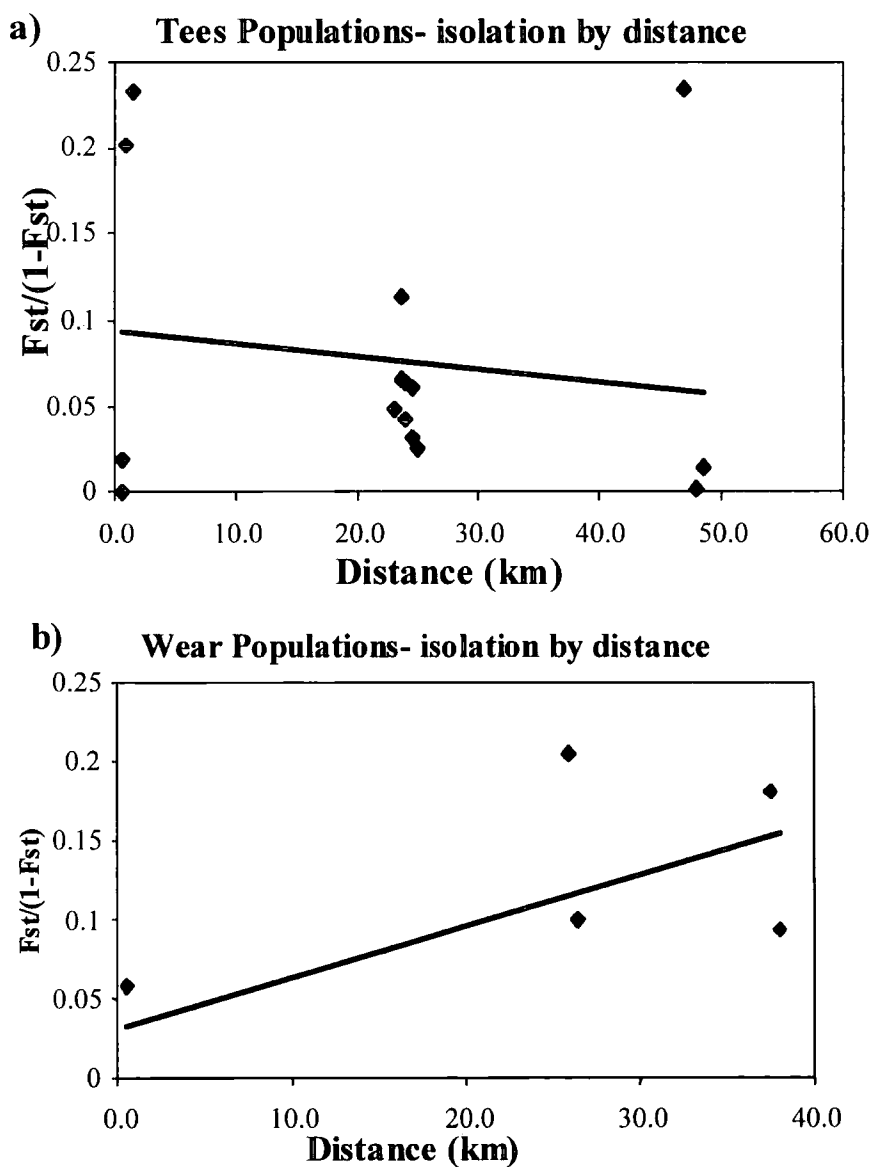 a)
Tees Populations- isolation by distance
Fst/(1-Fst)
0.25
0.2
0.15
0.1
0.05
0
0.0 10.0 20.0 30.0 40.0 50.0 60.0
Distance (km)
b)
Wear Populations- isolation by distance
Fst/(1-Fst)
0.25
0.2
0.15
0.1
0.05
0
0.0 10.0 20.0 30.0 40.0
Distance (km)